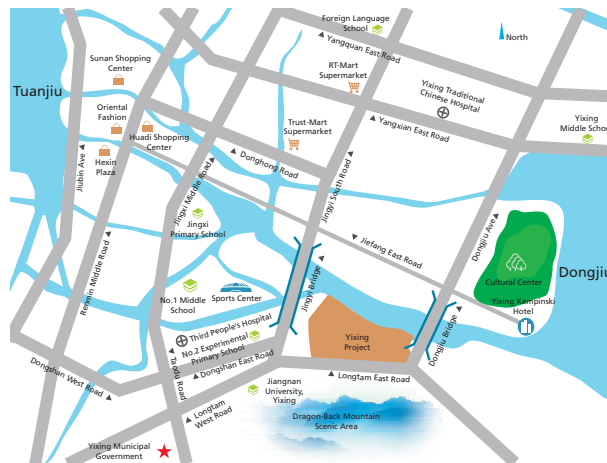 Foreign Language
School
Yangquan East Road
North
Sunan Shopping
Center
RT-Mart
Supermarket
Tuanjiu
Yixing Traditional
Chinese Hospital
Oriental
Fashion
Huadi Shopping
Center
Trust-Mart
Supermarket
Yangxian East Road
Yixing
Middle School
Hexin
Plaza
Jiubin Ave
Donghong Road
Jingxi Middle Road
Jingyi South Road
Jingxi
Primary School
Jiefang East Road
Dongjiu Ave
Renmin Middle Road
Cultural Center
Dongjiu
Jingyi Bridge
No.1 Middle
School
Sports Center
Yixing Kempinski
Hotel
Third People's Hospital
No.2 Experimental
Primary School
Yixing
Project
Dongjiu Bridge
Dongshan East Road
Taodu Road
Dongshan West Road
Longtam East Road
Jiangnan
University,
Yixing
Longtam
West Road
Dragon-Back Mountain
Scenic Area
Yixing Municipal
Government